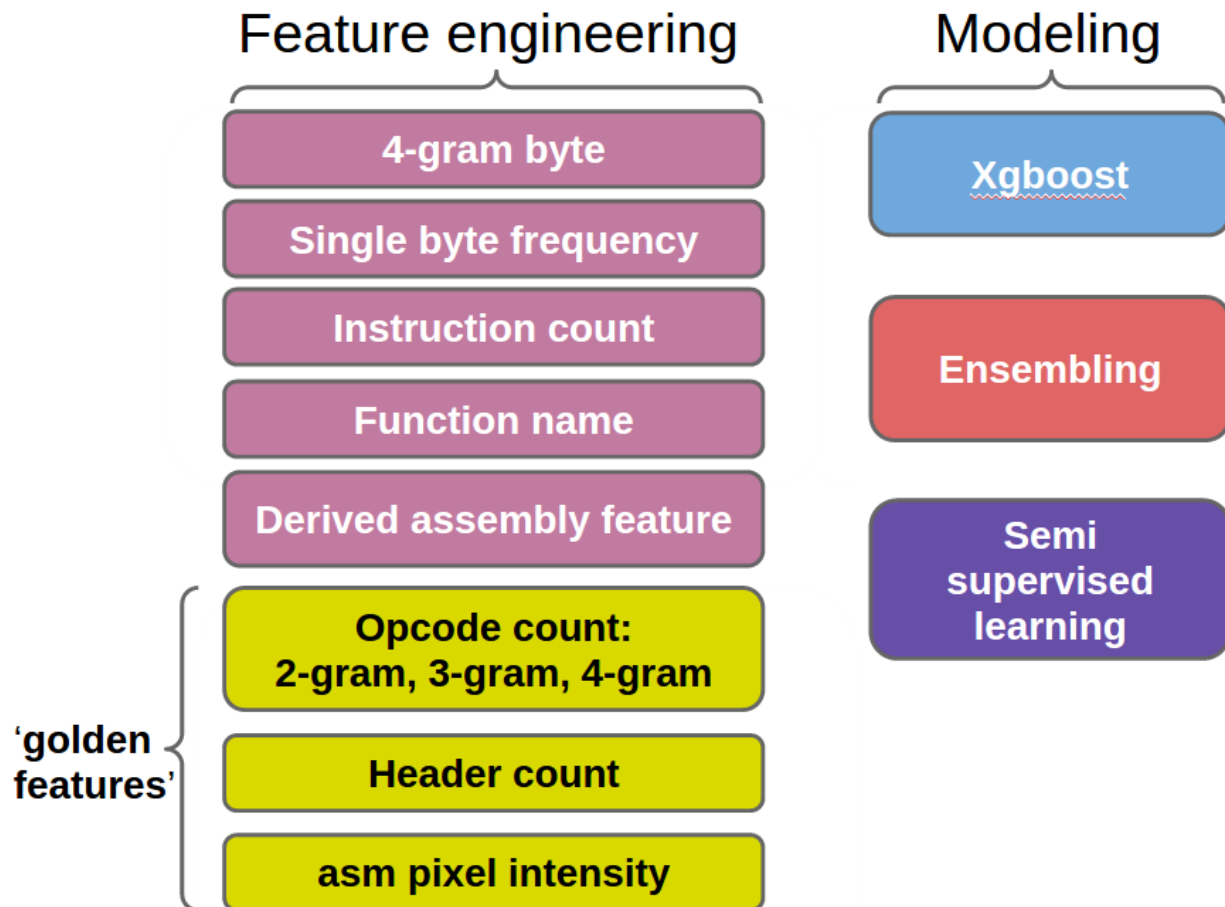 Feature engineering
4-gram byte
Single byte frequency
Instruction count
Function name
Derived assembly feature
Opcode count:
2-gram, 3-gram, 4-gram
Header count
asm pixel intensity
‘golden
features’
Modeling
Xgboost
Ensembling
Semi
supervised
learning